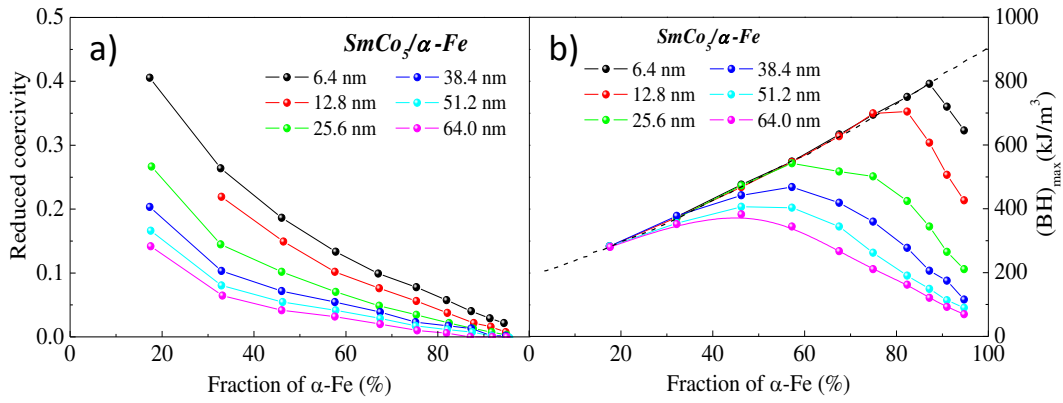 a)
SmCo5/α-Fe
6.4 nm
12.8 nm
25.6 nm
38.4 nm
51.2 nm
64.0 nm
Reduced coercivity
0.5
0.4
0.3
0.2
0.1
0.0
0 20 40 60 80 100
Fraction of α-Fe (%)
b)
SmCo5/α-Fe
6.4 nm
12.8 nm
25.6 nm
38.4 nm
51.2 nm
64.0 nm
1000
800
600
400
200
0
(BH)max(kJ/m3)
20 40 60 80 100
Fraction of α-Fe (%)